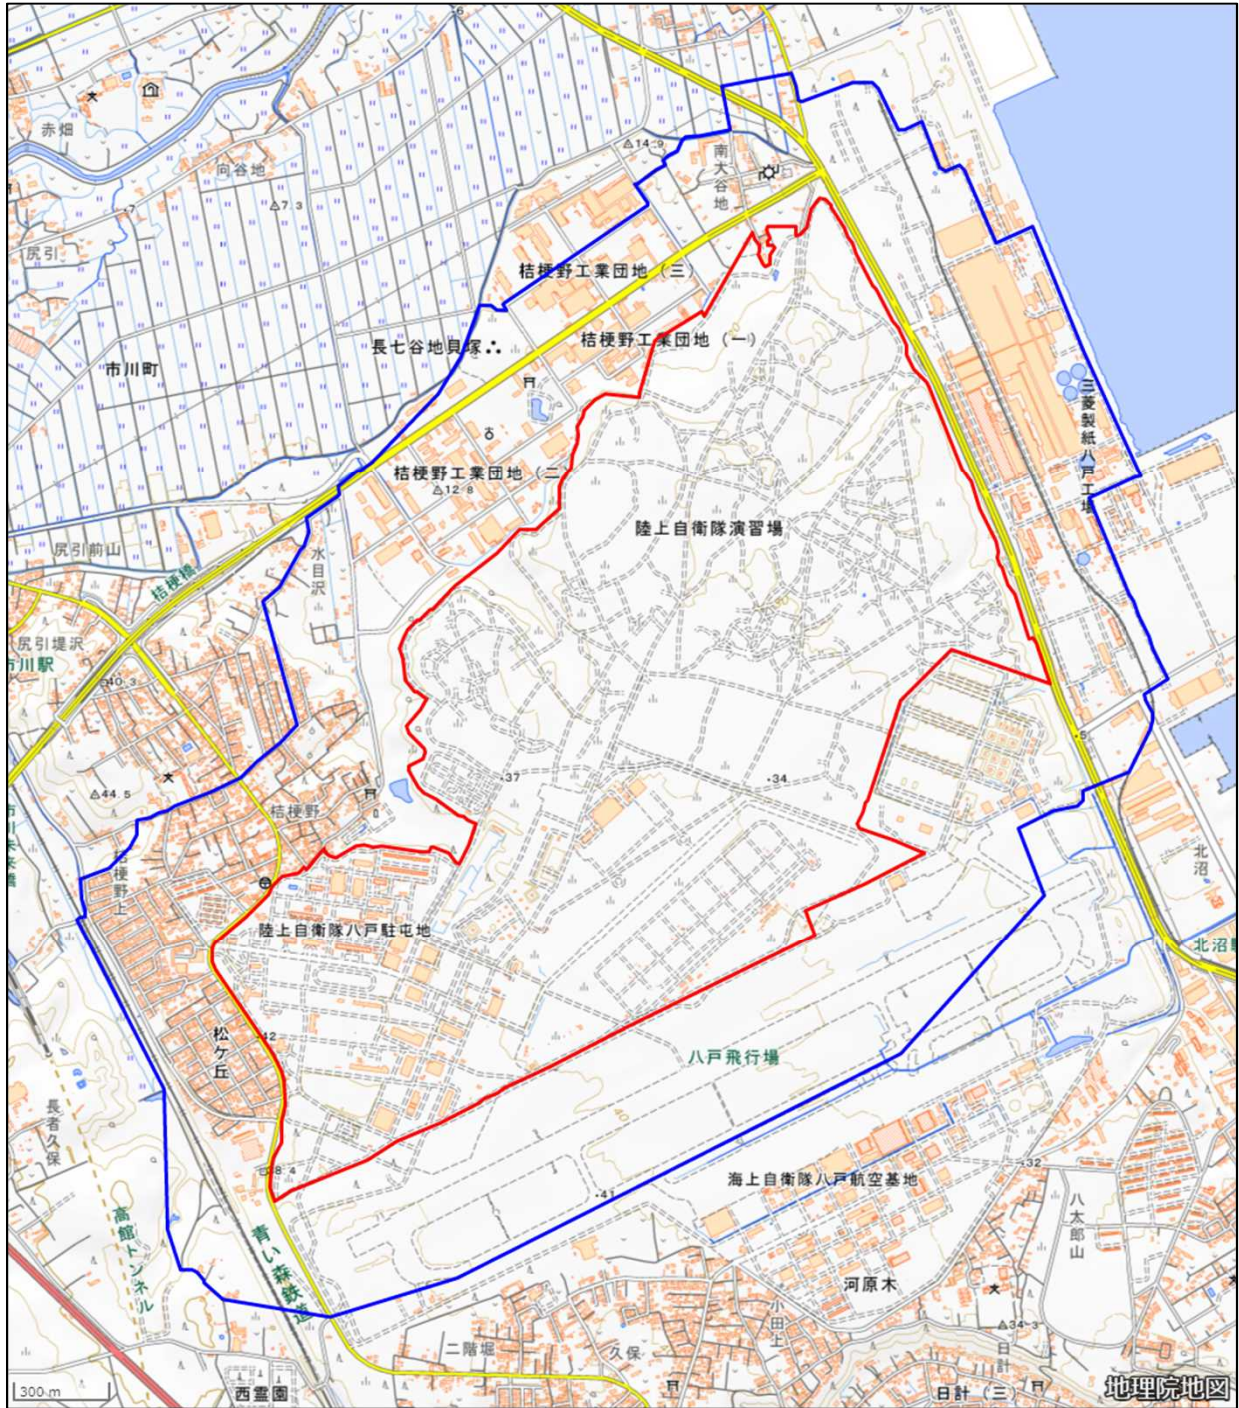 6
赤畑
向谷地
14.9
南大谷地
7
7.3
尻引
桔梗野工業団地（三）
桔梗野工業団地（一）
長七谷地貝塚
市川町
三菱製紙八戸工場
桔梗野工業団地（二
12.8
陸上自衛隊演習場
尻引前山
水目沢
桔梗橋
尻引堤沢
市川駅
40.3
5
37
34
44.5
桔梗野
桔梗野上
北沼
陸上自衛隊八戸駐屯地
北沼
42
松ケ丘
八戸飛行場
40
長者久保
38.4
32
海上自衛隊八戸航空基地
41
八太郎山
高館トンネル
青い森鉄道
河原木
小田上
34.3
二階堀
久保
日計
300 m
西霊園
日計（三）
地理院地図